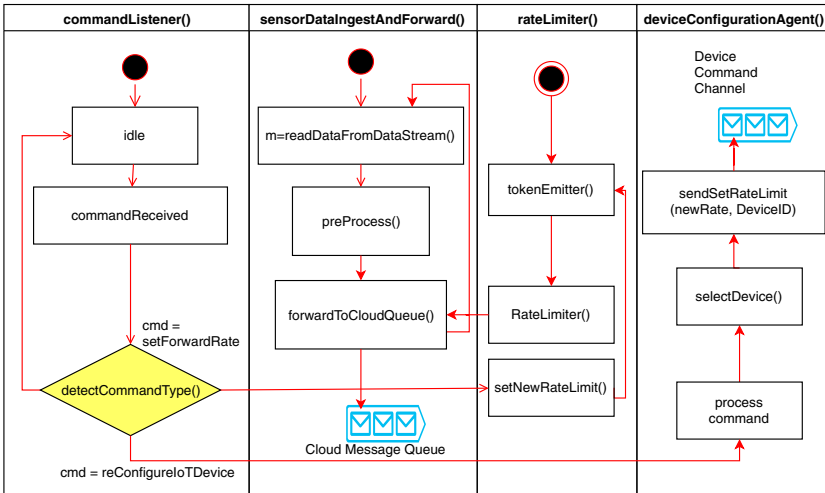 commandListener()
idle
commandReceived
cmd =
setForwardRate
detectCommandType()
cmd = reConfigureIoTDevice
sensorDataIngestAndForward()
m=readDataFromDataStream()
preProcess()
forwardToCloudQueue()
Cloud Message Queue
rateLimiter()
tokenEmitter()
RateLimiter()
setNewRateLimit()
deviceConfigurationAgent()
Device
Command
Channel
sendSetRateLimit
(newRate, DeviceID)
selectDevice()
process
command